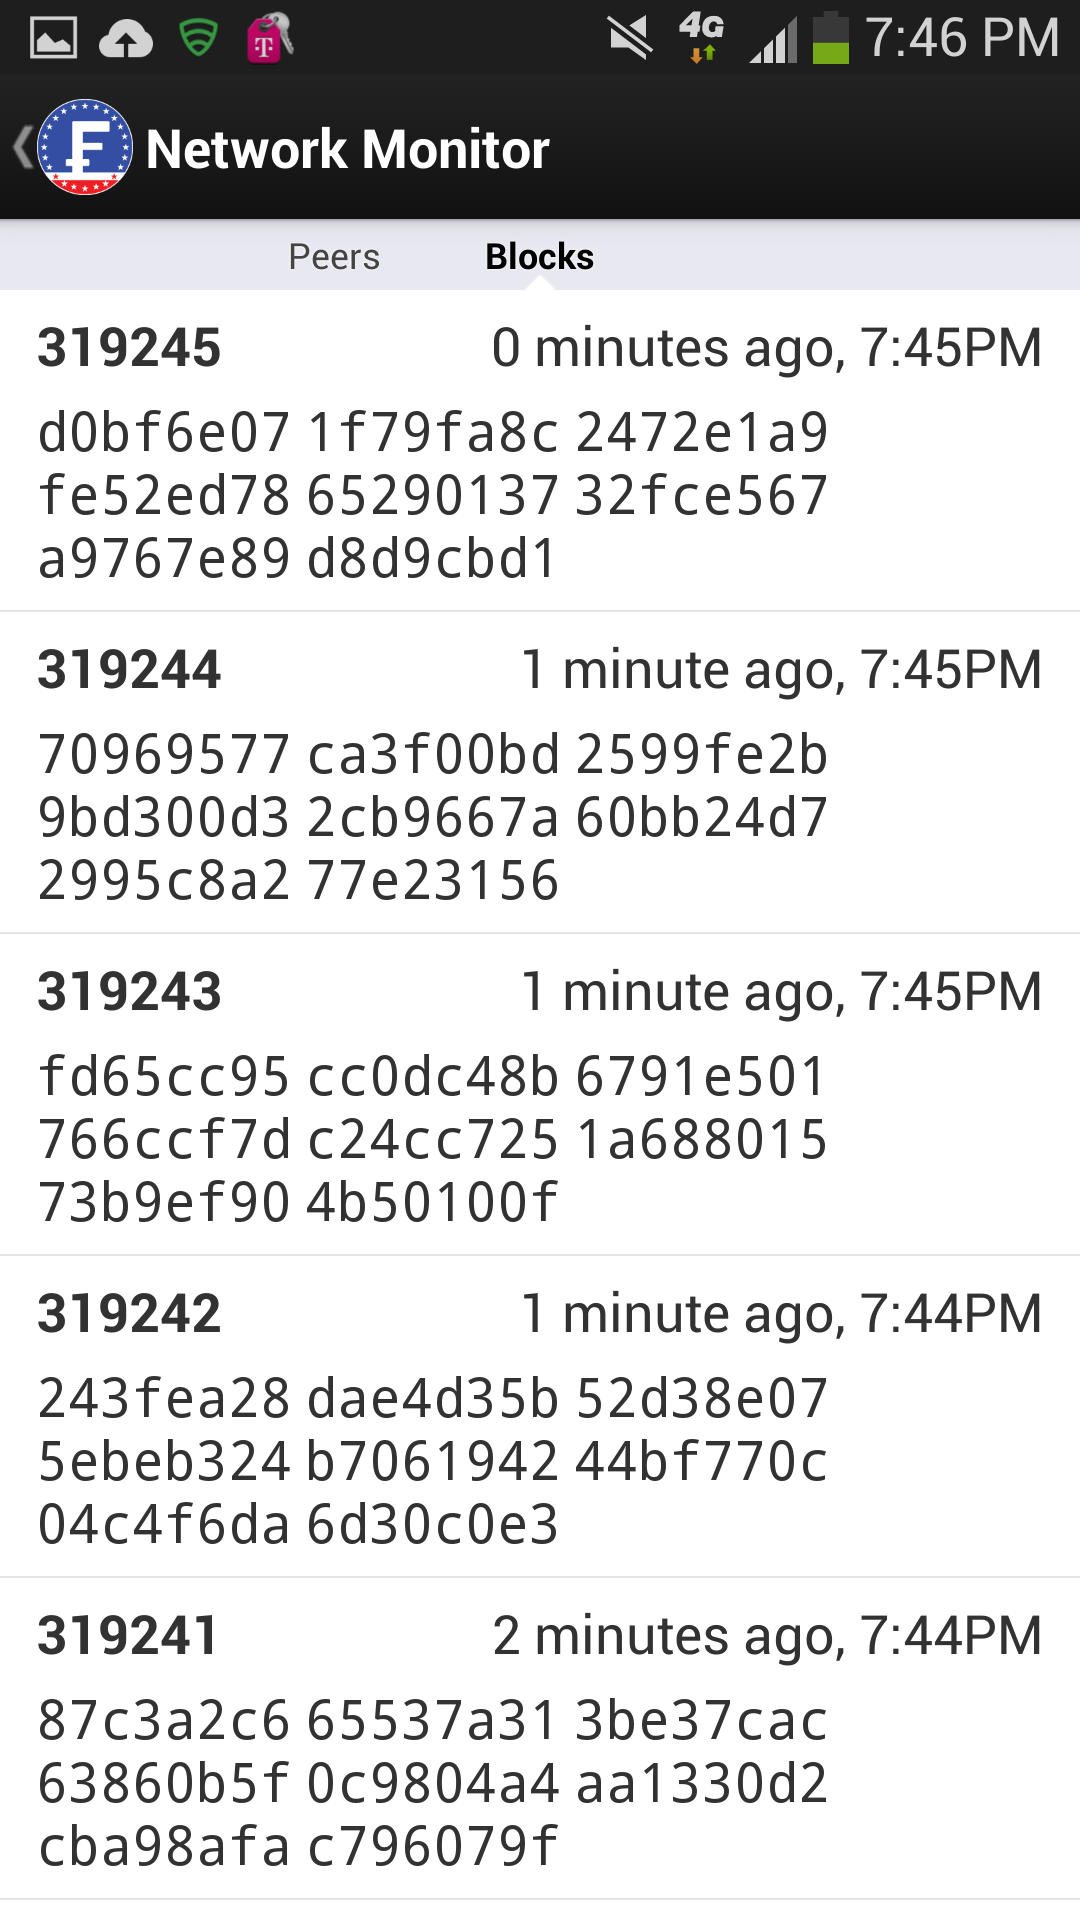 4G 7:46 PM
F Network Monitor
Peers Blocks
319245 0 minutes ago, 7:45PM
d0bf6e07 1f79fa8c 2472e1a9
fe52ed78 65290137 32fce567
a9767e89 d8d9cbd1
319244 1 minute ago, 7:45PM
70969577 ca3f00bd 2599fe2b
9bd300d3 2cb9667a 60bb24d7
2995c8a2 77e23156
319243 1 minute ago, 7:45PM
fd65cc95 cc0dc48b 6791e501
766ccf7d c24cc725 1a688015
73b9ef90 4b50100f
319242 1 minute ago, 7:44PM
243fea28 dae4d35b 52d38e07
5ebeb324 b7061942 44bf770c
04c4f6da 6d30c0e3
319241 2 minutes ago, 7:44PM
87c3a2c6 65537a31 3be37cac
63860b5f 0c9804a4 aa1330d2
cba98afa c796079f